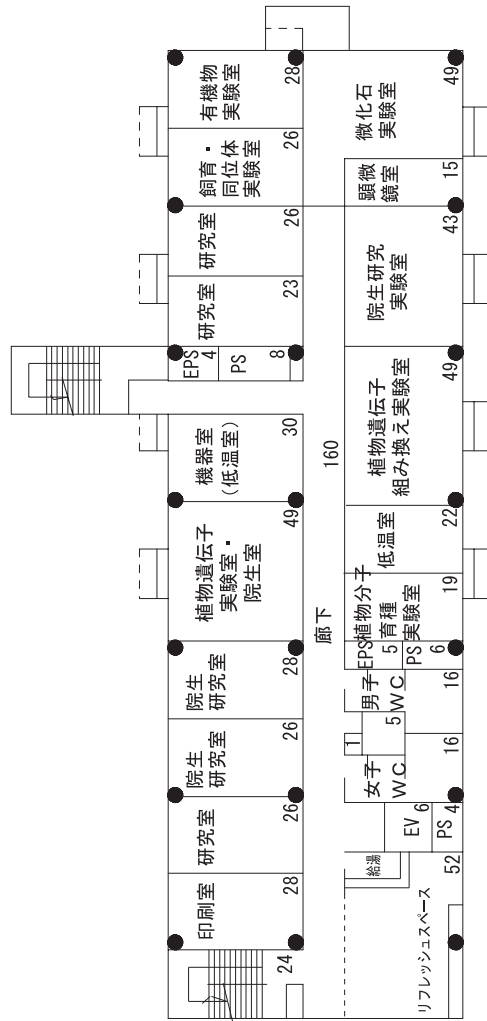 有機物
実験室
28
飼育・
同位体
実験室
26
研究室
26
研究室
23
EPS
4
PS
8
機器室
(低温室)
30
植物遺伝子
実験室・
院生室
49
院生
研究室
28
院生
研究室
26
研究室
26
印刷室
28
24
廊下
160
微化石
実験室
49
顕微
鏡室
15
院生研究
実験室
43
植物遺伝子
組み換え実験室
49
低温室
22
植物分子
育種
実験室
19
EPS
5
PS
6
男子
WC
16
1
5
女子
WC
16
EV
6
PS
4
給湯
リフレッシュスペース
52